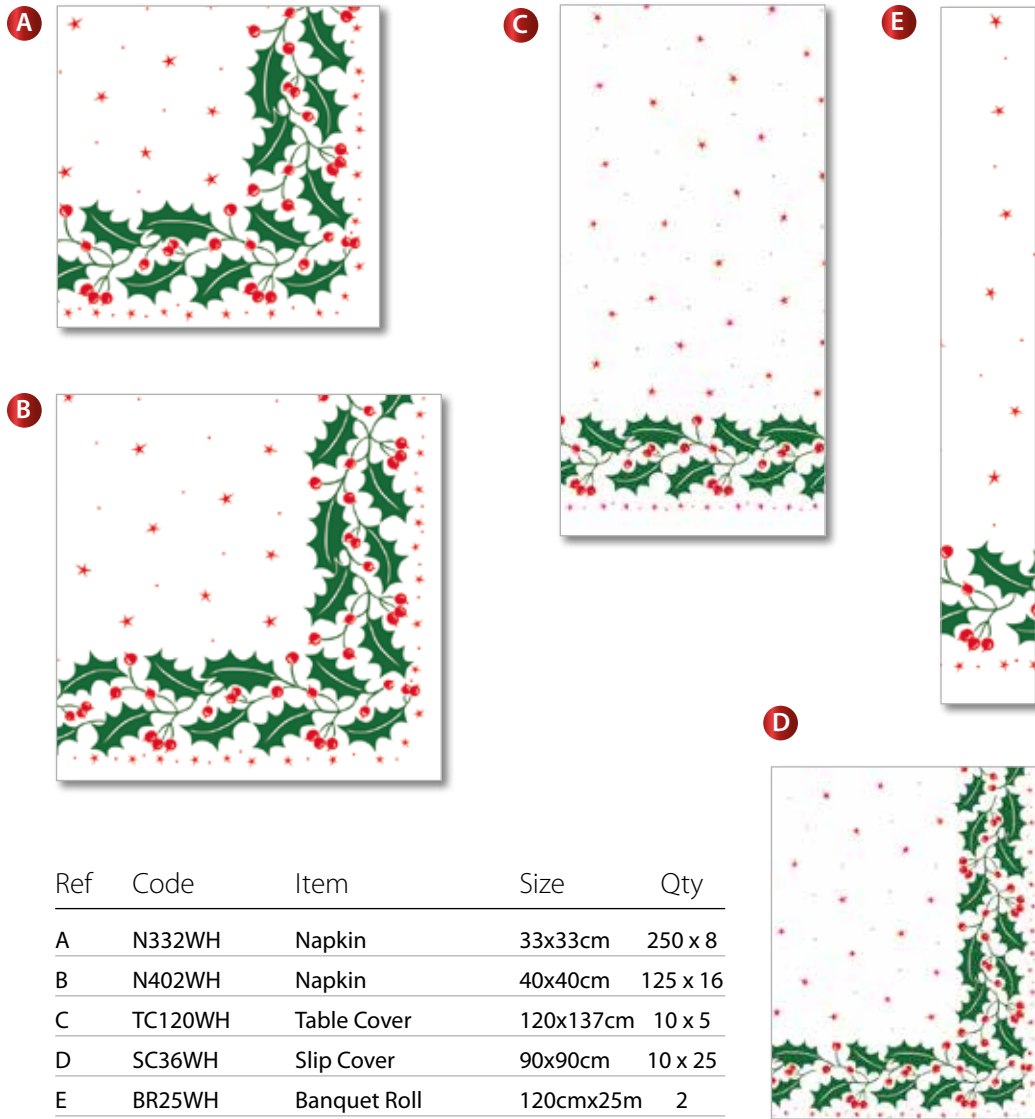 A
C
E
B
D
Ref Code Item Size Qty
A N332WH Napkin 33x33cm 250 x 8
B N402WH Napkin 40x40cm 125 x 16
C TC120WH Table Cover 120x137cm 10 x 5
D SC36WH Slip Cover 90x90cm 10 x 25
E BR25WH Banquet Roll 120cmx25m 2